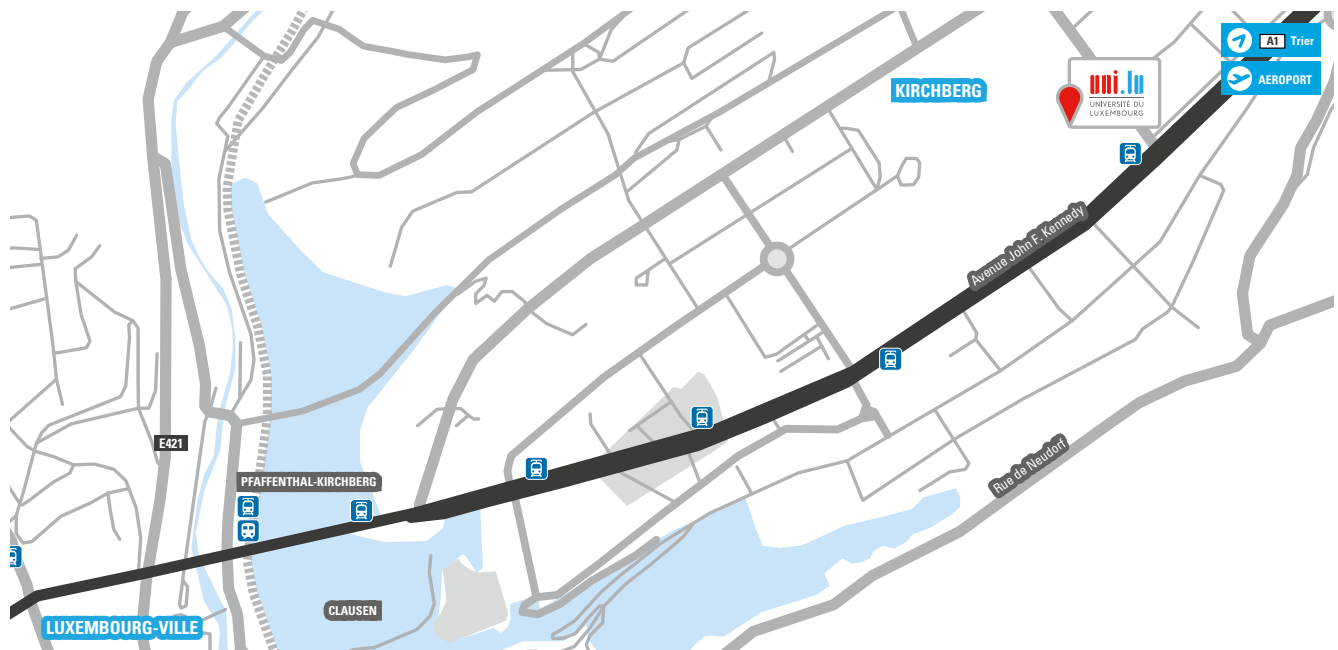 A1 Trier
AEROPORT
KIRCHBERG
uni.lu
UNIVERSITÉ DU
LUXEMBOURG
Avenue John F. Kennedy
E421
PFAFFENTHAL-KIRCHBERG
Rue de Neudorf
CLAUSEN
LUXEMBOURG-VILLE